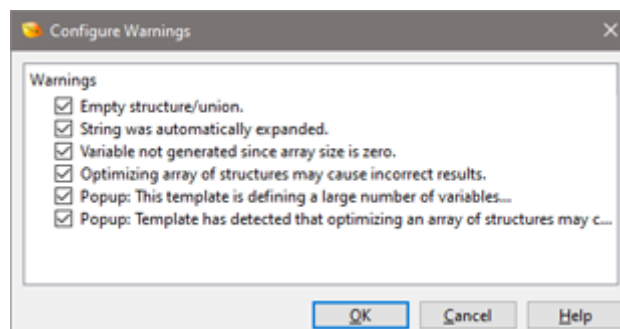 Configure Warnings
Warnings
Empty structure/union.
String was automatically expanded.
Variable not generated since array size is zero.
Optimizing array of structures may cause incorrect results.
Popup: This template is defining a large number of variables...
Popup: Template has detected that optimizing an array of structures may c...
OK Cancel Help